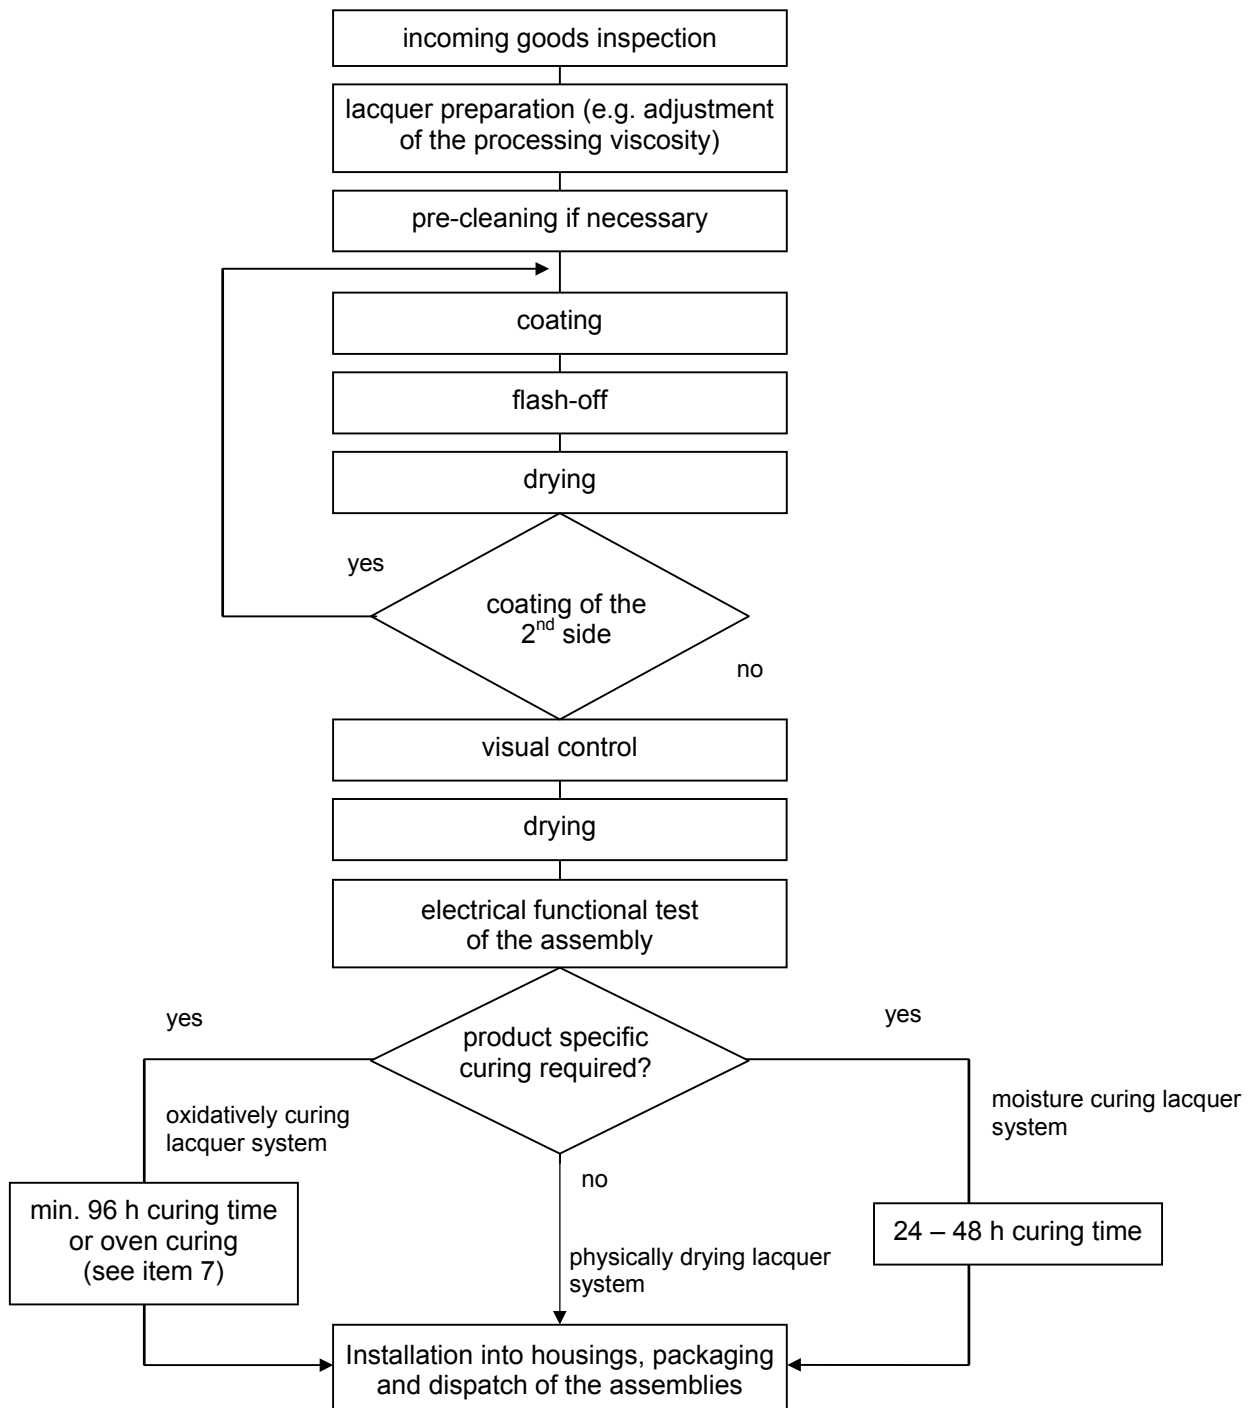 incoming goods inspection
lacquer preparation (e.g. adjustment
of the processing viscosity)
pre-cleaning if necessary
coating
flash-off
drying
yes
coating of the
2nd side
no
visual control
drying
electrical functional test
of the assembly
yes
product specific
curing required?
yes
oxidatively curing
lacquer system
moisture curing lacquer
system
no
min. 96 h curing time
or oven curing
(see item 7)
24 – 48 h curing time
physically drying lacquer
system
Installation into housings, packaging
and dispatch of the assemblies